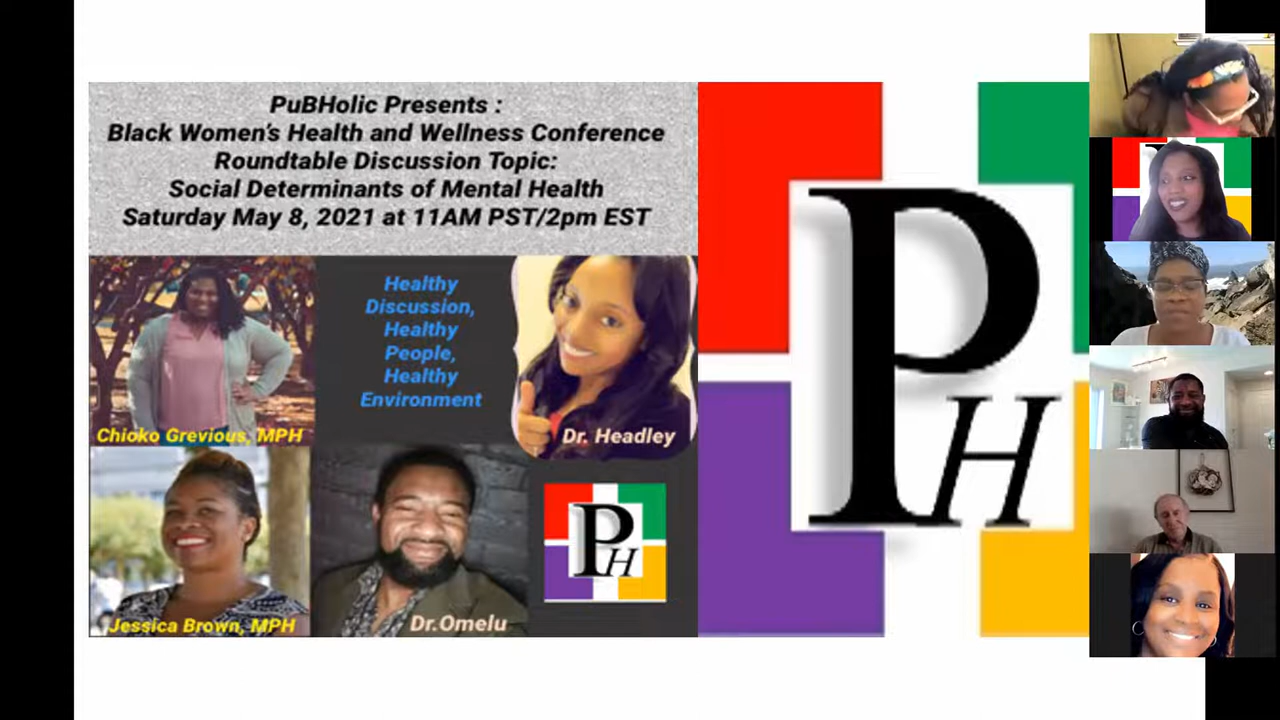 PuBHolic Presents :
Black Women's Health and Wellness Conference
Roundtable Discussion Topic:
Social Determinants of Mental Health
Saturday May 8, 2021 at 11AM PST/2pm EST
Healthy
Discussion,
Healthy
People,
Healthy
Environment
Chioko Grevious, MPH
Dr. Headley
Jessica Brown, MPH
Dr.Omelu
P
H
P
H